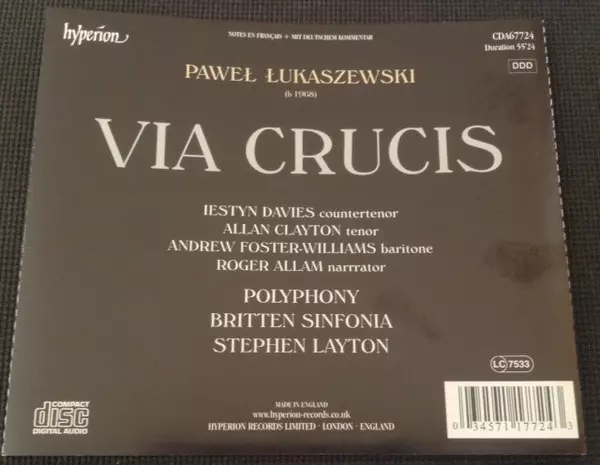 hyperion
NOTES EN FRANÇAIS + MIT DEUTSCHEM KOMMENTAR
CDA67724
Duration 55'24
DDD
PAWEŁ ŁUKASZEWSKI
(b1968)
VIA CRUCIS
IESTYN DAVIES countertenor
ALLAN CLAYTON tenor
ANDREW FOSTER-WILLIAMS baritone
ROGER ALLAM narrrator
POLYPHONY
BRITTEN SINFONIA
STEPHEN LAYTON
LC 7533
COMPACT
disc
DIGITAL AUDIO
MADE IN ENGLAND
www.hyperion-records.co.uk
HYPERION RECORDS LIMITED · LONDON · ENGLAND
0 34571 17724 3